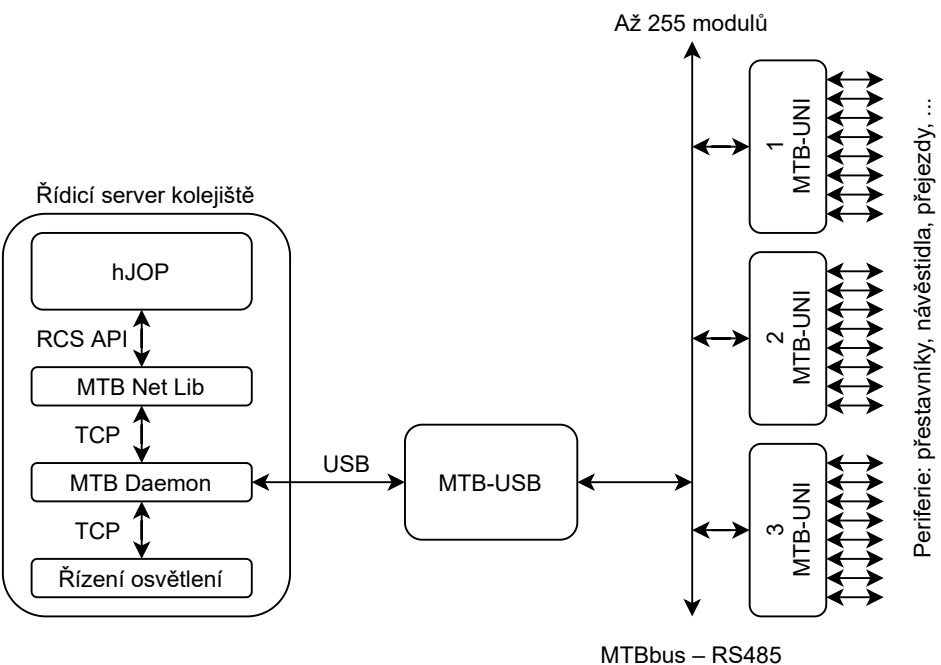 Až 255 modulů
Řídicí server kolejiště
hJOP
RCS API
MTB Net Lib
TCP
MTB Daemon
TCP
Řízení osvětlení
USB
MTB-USB
1
MTB-UNI
2
MTB-UNI
3
MTB-UNI
Periferie: přestavníky, návěstidla, přejezdy, ...
MTBbus – RS485